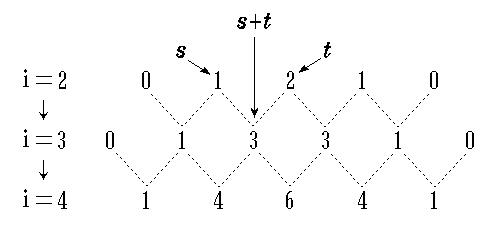 s+t
s t
i=2 0 1 2 1 0
i=3 0 1 3 3 1 0
i=4 1 4 6 4 1